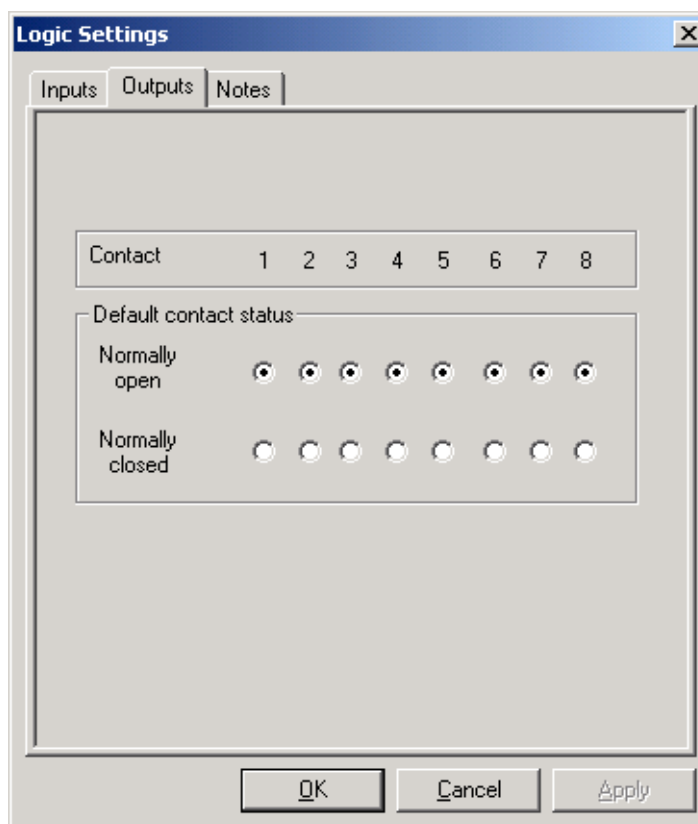 Logic Settings
Inputs Outputs Notes
Contact 1 2 3 4 5 6 7 8
Default contact status
Normally
open
Normally
closed
OK Cancel Apply